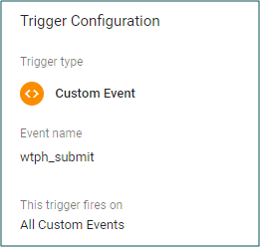 Trigger Configuration
Trigger type
Custom Event
Event name
wtph_submit
This trigger fires on
All Custom Events